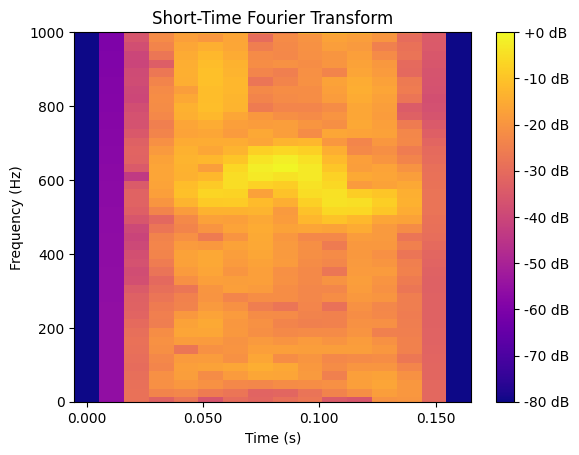 Short-Time Fourier Transform
1000
800
600
400
200
0
Frequency (Hz)
0.000
0.050
0.100
0.150
Time (s)
+0 dB
-10 dB
-20 dB
-30 dB
-40 dB
-50 dB
-60 dB
-70 dB
-80 dB